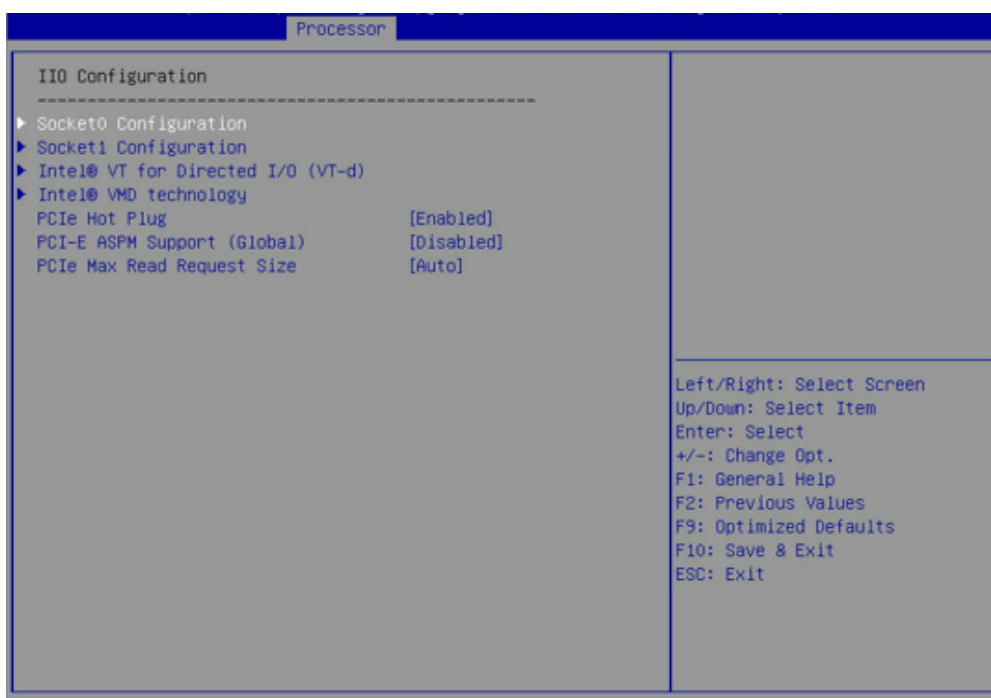 Processor
IIO Configuration
--------------------------------------------------
Socket0 Configuration
Socket1 Configuration
Intel® VT for Directed I/O (VT-d)
Intel® VMD technology
PCIe Hot Plug [Enabled]
PCI-E ASPM Support (Global) [Disabled]
PCIe Max Read Request Size [Auto]
Left/Right: Select Screen
Up/Down: Select Item
Enter: Select
+/-: Change Opt.
F1: General Help
F2: Previous Values
F9: Optimized Defaults
F10: Save & Exit
ESC: Exit